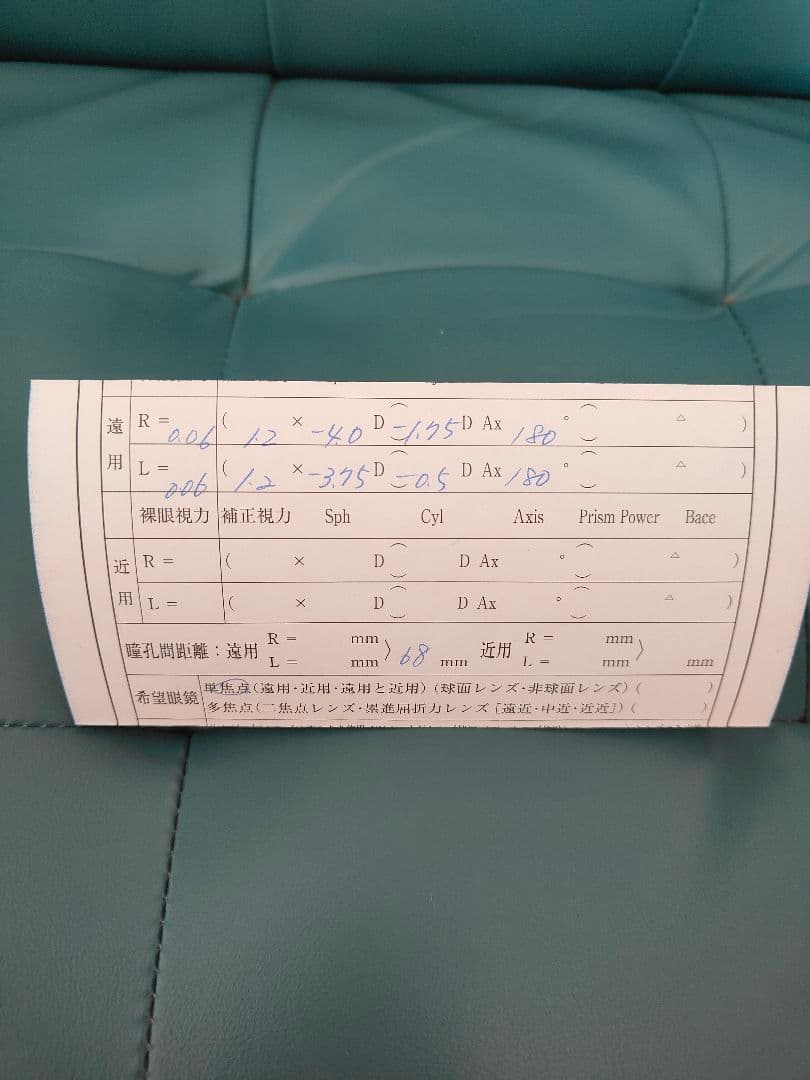 遠用 R = 0.06 ( 1.2 × -4.0 D ⌒ -1.75 D Ax 180 ° ⌒ △ )
L = 0.06 ( 1.2 × -3.75 D ⌒ -0.5 D Ax 180 ° ⌒ △ )
裸眼視力 補正視力 Sph Cyl Axis Prism Power Bace
近用 R = ( × D ⌒ D Ax ° ⌒ △ )
L = ( × D ⌒ D Ax ° ⌒ △ )
瞳孔間距離：遠用 R = mm L = mm 〉 68 mm 近用 R = mm L = mm 〉 mm
希望眼鏡 単焦点(遠用・近用・遠用と近用)(球面レンズ・非球面レンズ)( )
多焦点(二焦点レンズ・累進屈折力レンズ[遠近・中近・近近])( )